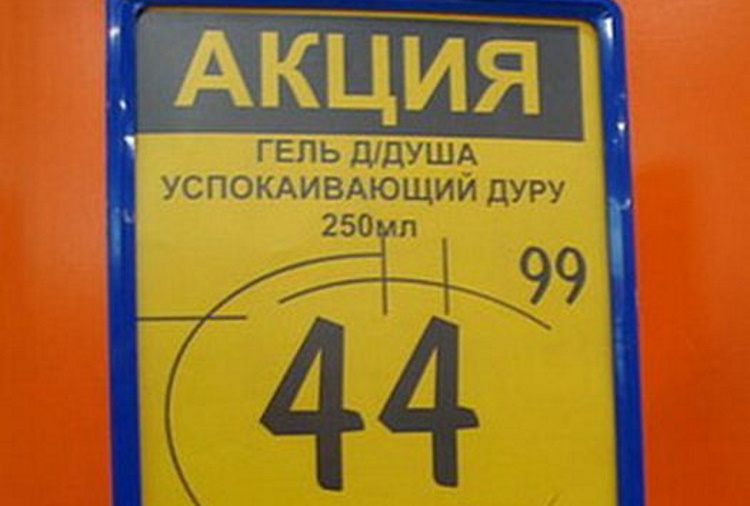 АКЦИЯ
ГЕЛЬ Д/ДУША
УСПОКАИВАЮЩИЙ ДУРУ
250мл
44 99